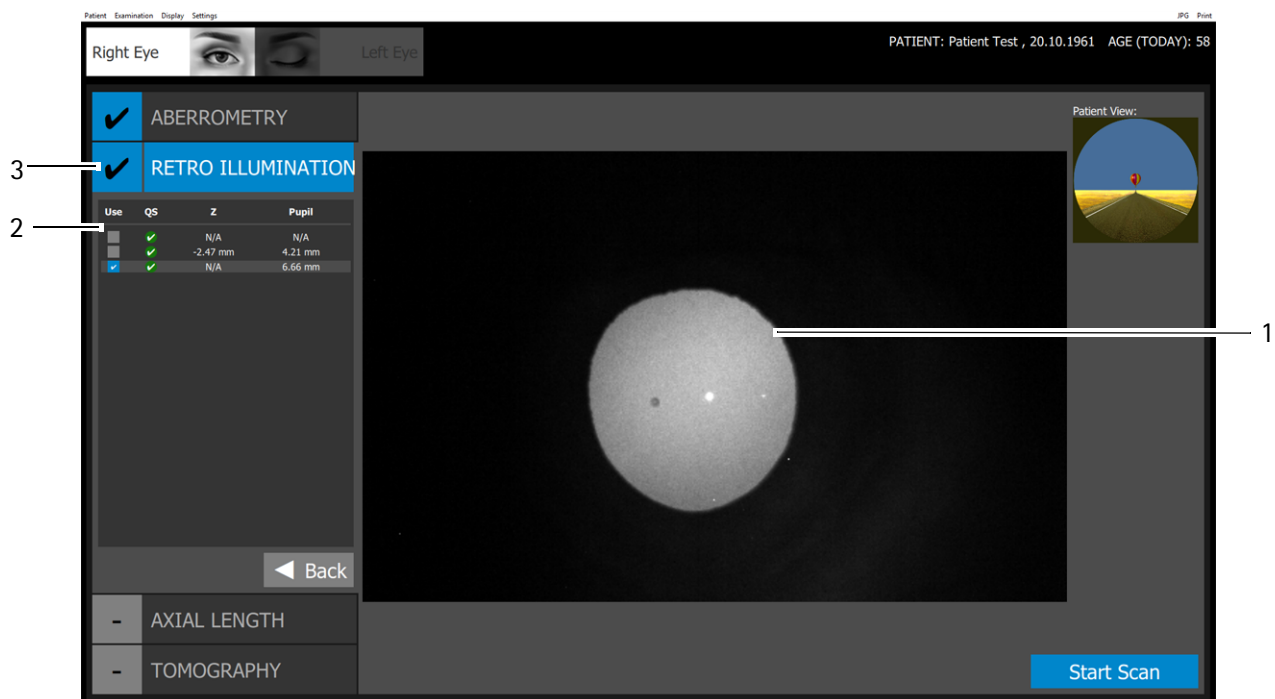 Patient Examination Display Settings JPG Print
Right Eye Left Eye PATIENT: Patient Test , 20.10.1961 AGE (TODAY): 58
ABERROMETRY
Patient View:
3 RETRO ILLUMINATION
Use QS Z Pupil
2
N/A N/A
-2.47 mm 4.21 mm
N/A 6.66 mm
1
Back
- AXIAL LENGTH
- TOMOGRAPHY
Start Scan